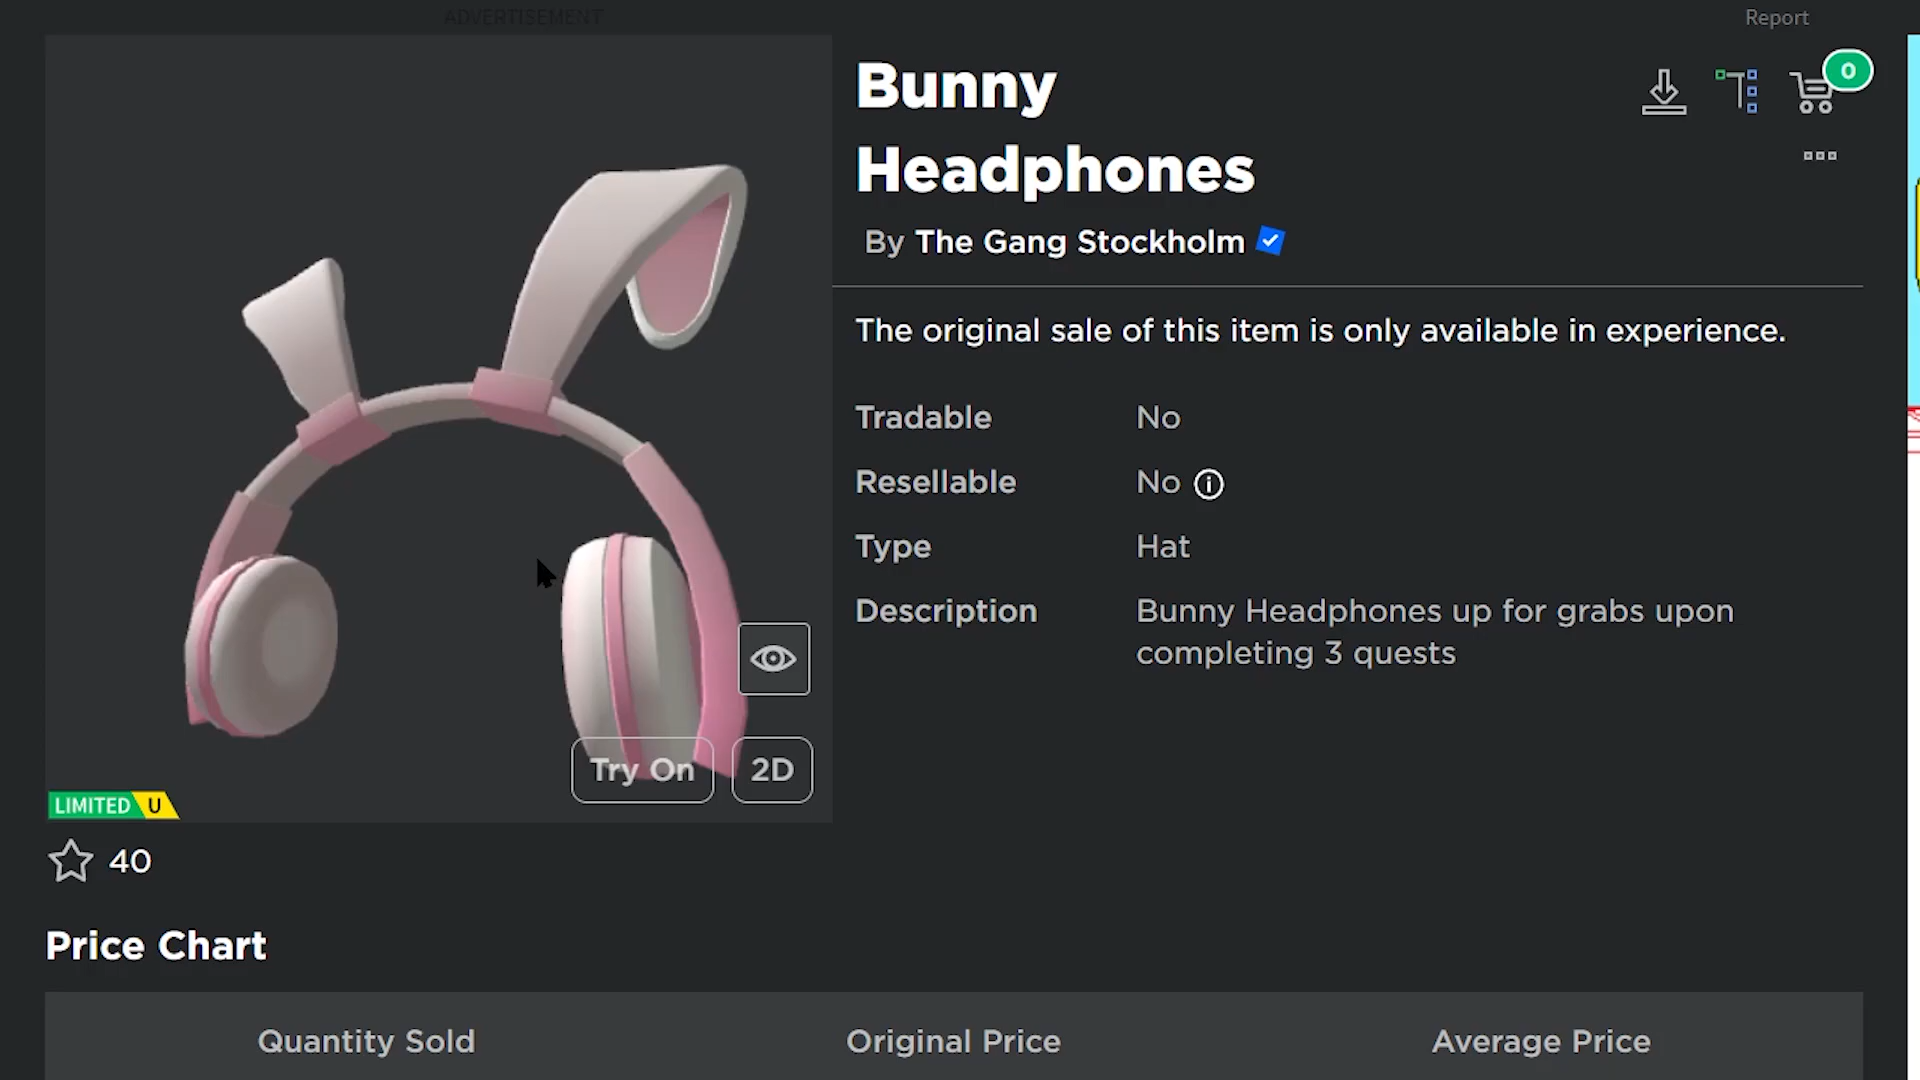 ADVERTISEMENT
Report
Bunny
Headphones
0
By The Gang Stockholm
The original sale of this item is only available in experience.
Tradable No
Resellable No
Type Hat
Description Bunny Headphones up for grabs upon
completing 3 quests
Try On
2D
LIMITED U
40
Price Chart
Quantity Sold Original Price Average Price